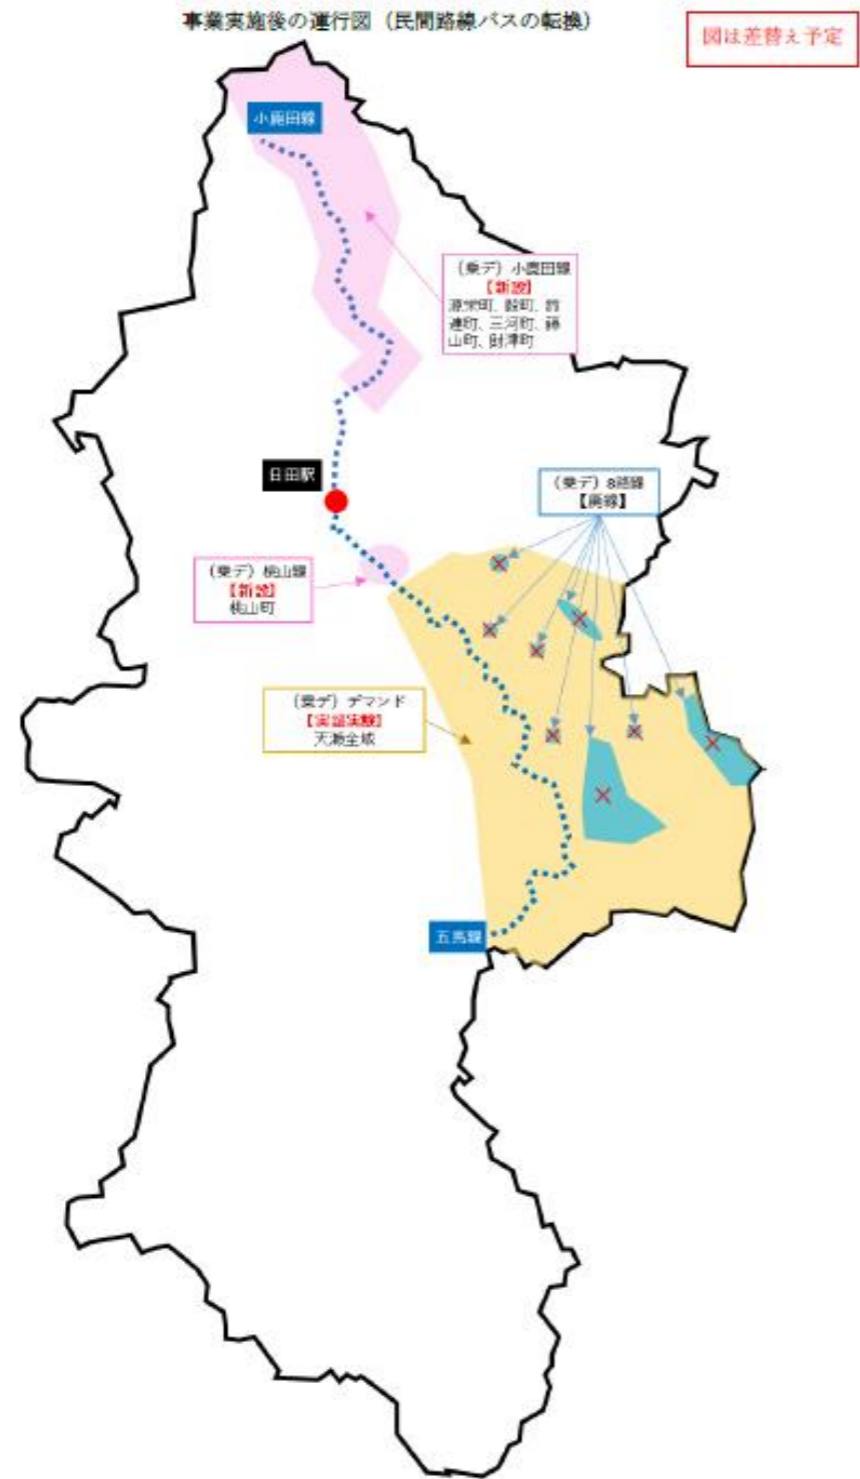 事業実施後の運行図（民間路線バスの転換）
図は差替え予定
小鹿田線
（乗デ）小鹿田線
【新設】
源栄町、殿町、
連町、三河町、
山町、財津町
日田駅
（乗デ）8路線
【廃線】
（乗デ）桃山線
【新設】
桃山町
（乗デ）デマンド
【実証実験】
天瀬全域
五馬線